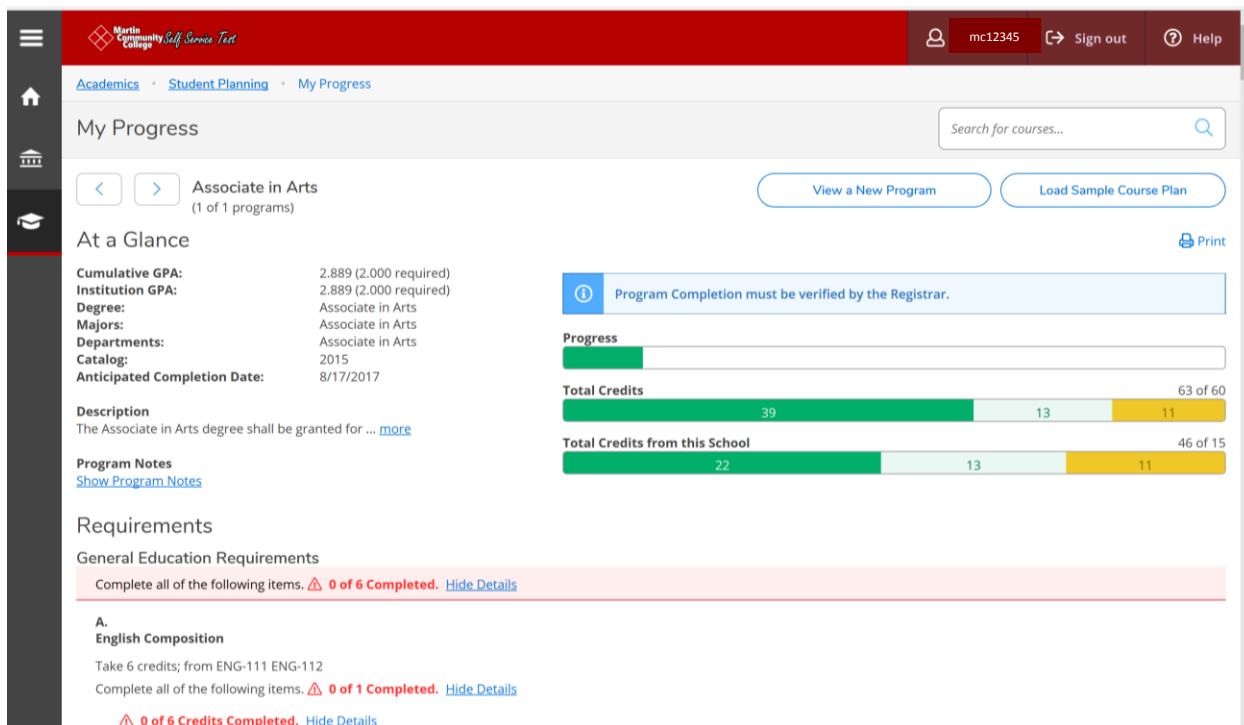 Martin Community College Self Service Test
mc12345 Sign out Help
Academics · Student Planning · My Progress
My Progress
Search for courses...
Associate in Arts
(1 of 1 programs)
View a New Program
Load Sample Course Plan
At a Glance
Print
Cumulative GPA: 2.889 (2.000 required)
Institution GPA: 2.889 (2.000 required)
Degree: Associate in Arts
Majors: Associate in Arts
Departments: Associate in Arts
Catalog: 2015
Anticipated Completion Date: 8/17/2017
Description
The Associate in Arts degree shall be granted for ... more
Program Notes
Show Program Notes
Program Completion must be verified by the Registrar.
Progress
Total Credits 63 of 60
39 13 11
Total Credits from this School 46 of 15
22 13 11
Requirements
General Education Requirements
Complete all of the following items. 0 of 6 Completed. Hide Details
A.
English Composition
Take 6 credits; from ENG-111 ENG-112
Complete all of the following items. 0 of 1 Completed. Hide Details
0 of 6 Credits Completed. Hide Details